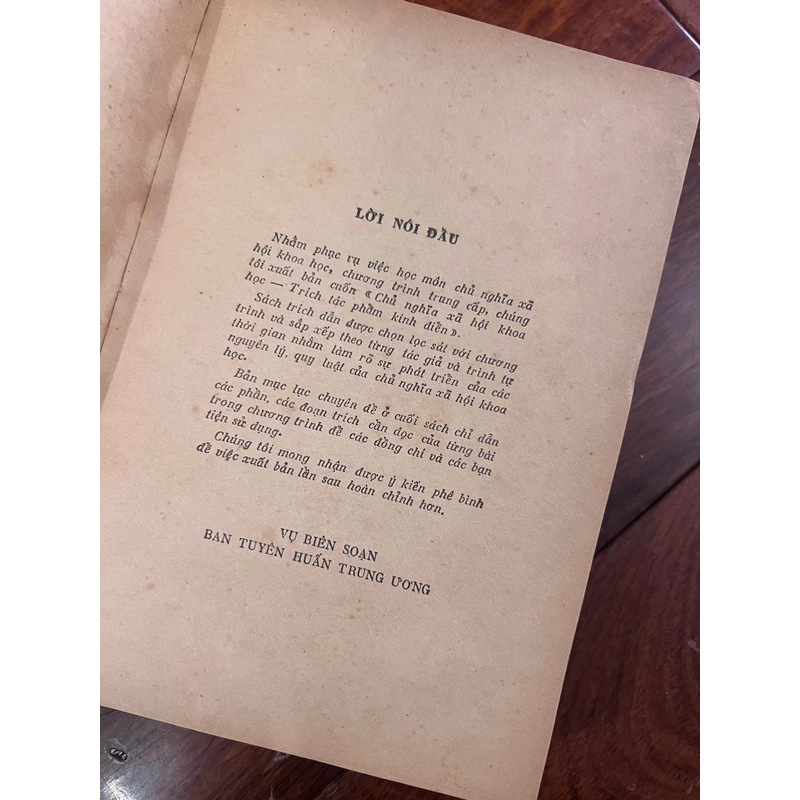 LỜI NÓI ĐẦU
Nhằm phục vụ việc học môn chủ nghĩa xã
hội khoa học, chương trình trung cấp, chúng
tôi xuất bản cuốn « Chủ nghĩa xã hội khoa
học — Trích tác phẩm kinh điển ».
Sách trích dẫn được chọn lọc sát với chương
trình và sắp xếp theo từng tác giả và trình tự
thời gian nhằm làm rõ sự phát triển của các
nguyên lý, quy luật của chủ nghĩa xã hội khoa
học.
Bản mục lục chuyên đề ở cuối sách chỉ dẫn
các phần, các đoạn trích cần đọc của từng bài
trong chương trình để các đồng chí và các bạn
tiện sử dụng.
Chúng tôi mong nhận được ý kiến phê bình
để việc xuất bản lần sau hoàn chỉnh hơn.
VỤ BIÊN SOẠN
BAN TUYÊN HUẤN TRUNG ƯƠNG